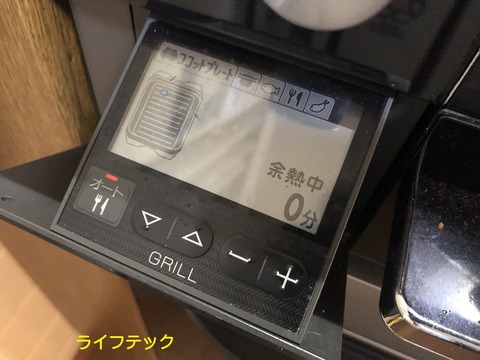 ココットプレート
余熱中
0分
オート
GRILL
ライフテック